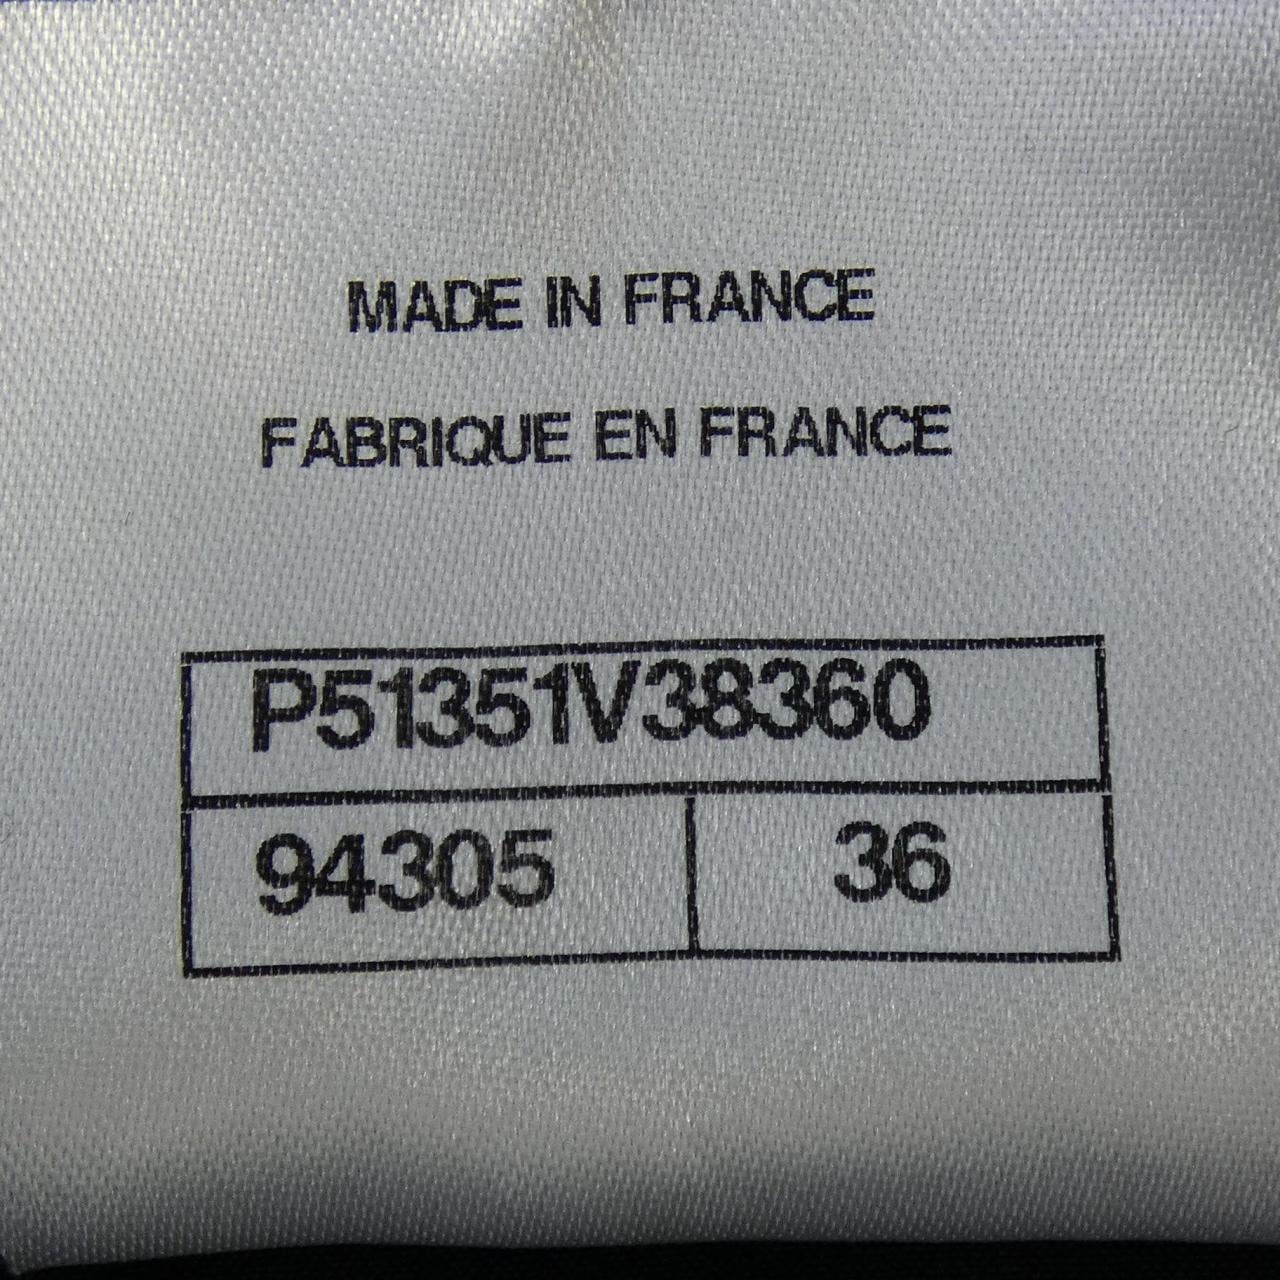 MADE IN FRANCE
FABRIQUE EN FRANCE
P51351V38360
94305 36